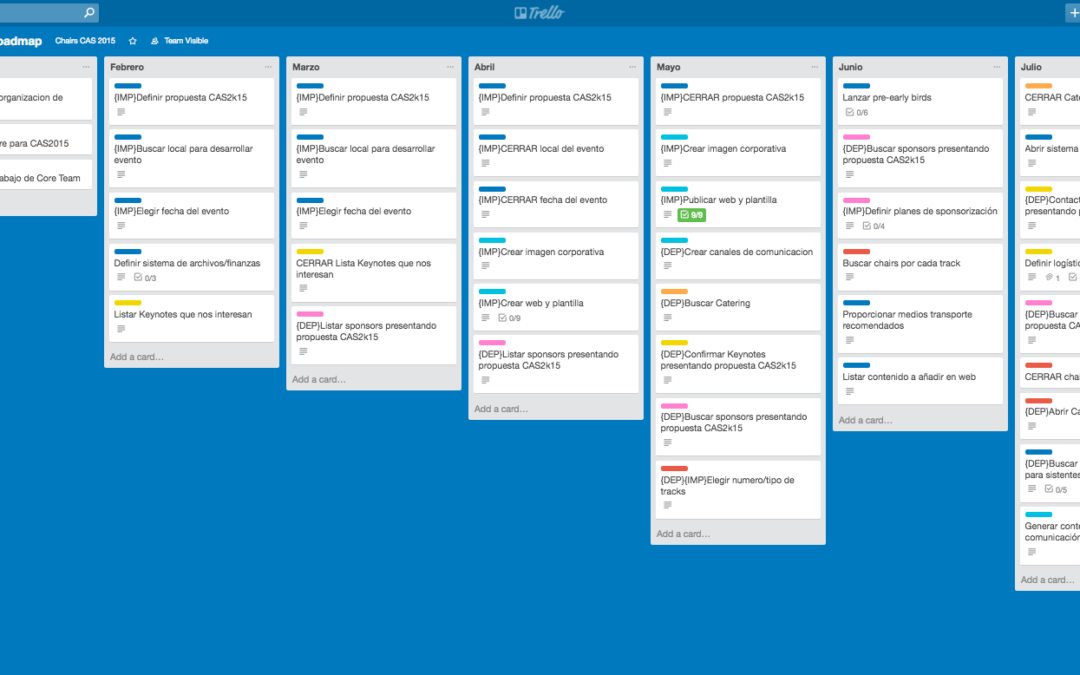 Trello
oadmap
Chairs CAS 2015
Team Visible
organizacion de
re para CAS2015
abajo de Core Team
Febrero
{IMP}Definir propuesta CAS2k15
{IMP}Buscar local para desarrollar
evento
{IMP}Elegir fecha del evento
Definir sistema de archivos/finanzas
0/3
Listar Keynotes que nos interesan
Add a card...
Marzo
{IMP}Definir propuesta CAS2k15
{IMP}Buscar local para desarrollar
evento
{IMP}Elegir fecha del evento
CERRAR Lista Keynotes que nos
interesan
{DEP}Listar sponsors presentando
propuesta CAS2k15
Add a card...
Abril
{IMP}Definir propuesta CAS2k15
{IMP}CERRAR local del evento
{IMP}CERRAR fecha del evento
{IMP}Crear imagen corporativa
{IMP}Crear web y plantilla
0/9
{DEP}Listar sponsors presentando
propuesta CAS2k15
Add a card...
Mayo
{IMP}CERRAR propuesta CAS2k15
{IMP}Crear imagen corporativa
{IMP}Publicar web y plantilla
9/9
{DEP}Crear canales de comunicacion
{DEP}Buscar Catering
{DEP}Confirmar Keynotes
presentando propuesta CAS2k15
{DEP}Buscar sponsors presentando
propuesta CAS2K15
{DEP}{IMP}Elegir numero/tipo de
tracks
Add a card...
Junio
Lanzar pre-early birds
0/6
{DEP}Buscar sponsors presentando
propuesta CAS2k15
{IMP}Definir planes de sponsorización
0/4
Buscar chairs por cada track
Proporcionar medios transporte
recomendados
Listar contenido a añadir en web
Add a card...
Julio
CERRAR Cate
Abrir sistema
{DEP}Contact
presentando p
Definir logístic
1
{DEP}Buscar
propuesta CA
CERRAR chai
{DEP}Abrir Ca
{DEP}Buscar
para sistentes
0/5
Generar conte
comunicación
Add a card...